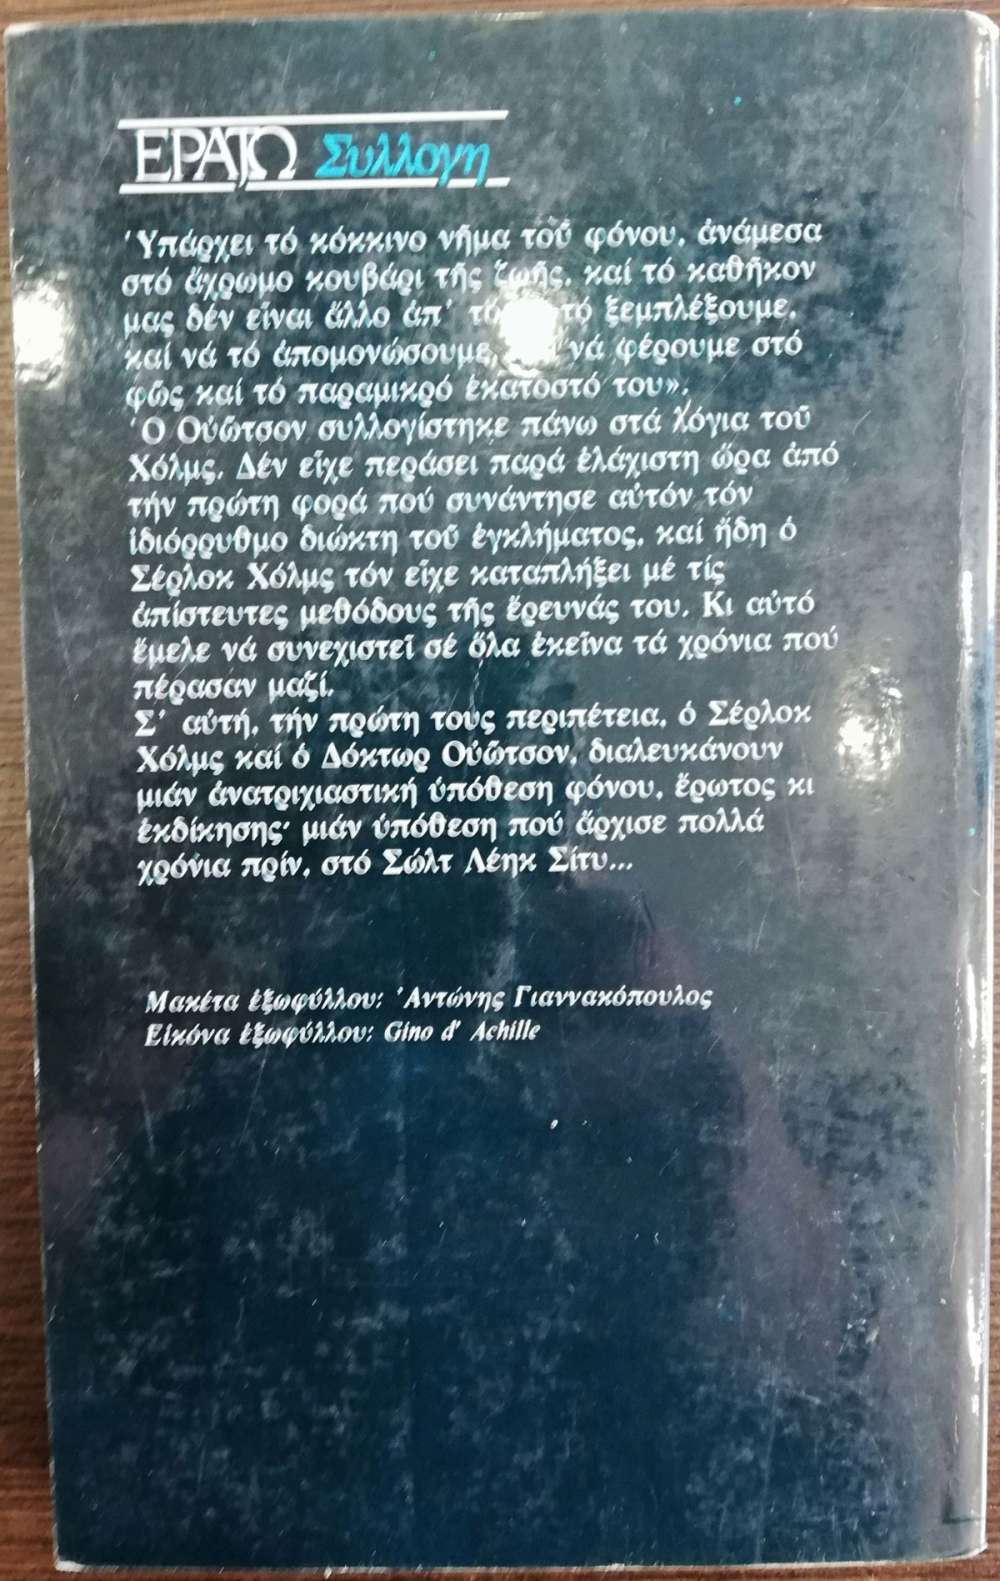 ΕΡΑΤΩ Συλλογη
'Υπάρχει τό κόκκινο νῆμα τοῦ φόνου, ἀνάμεσα
στό ἄχρωμο κουβάρι τῆς ζωῆς, καί τό καθῆκον
μας δέν εἶναι ἄλλο ἀπ' τό ξεμπλέξουμε,
καί νά τό ἀπομονώσουμε, νά φέρουμε στό
φῶς καί τό παραμικρό ἑκατοστό του».
'Ο Οὐῶτσον συλλογίστηκε πάνω στά λόγια τοῦ
Χόλμς. Δέν εἶχε περάσει παρά ἐλάχιστη ὥρα ἀπό
τήν πρώτη φορά πού συνάντησε αὐτόν τόν
ἰδιόρρυθμο διώκτη τοῦ ἐγκλήματος, καί ἤδη ὁ
Σέρλοκ Χόλμς τόν εἶχε καταπλήξει μέ τίς
ἀπίστευτες μεθόδους τῆς ἔρευνάς του. Κι αὐτό
ἔμελε νά συνεχιστεῖ σέ ὅλα ἐκεῖνα τά χρόνια πού
πέρασαν μαζί.
Σ' αὐτή, τήν πρώτη τους περιπέτεια, ὁ Σέρλοκ
Χόλμς καί ὁ Δόκτωρ Οὐῶτσον, διαλευκάνουν
μιάν ἀνατριχιαστική ὑπόθεση φόνου, ἔρωτος κι
ἐκδίκησης· μιάν ὑπόθεση πού ἄρχισε πολλά
χρόνια πρίν, στό Σώλτ Λέηκ Σίτυ...
Μακέτα ἐξωφύλλου: 'Αντώνης Γιαννακόπουλος
Εἰκόνα ἐξωφύλλου: Gino d' Achille